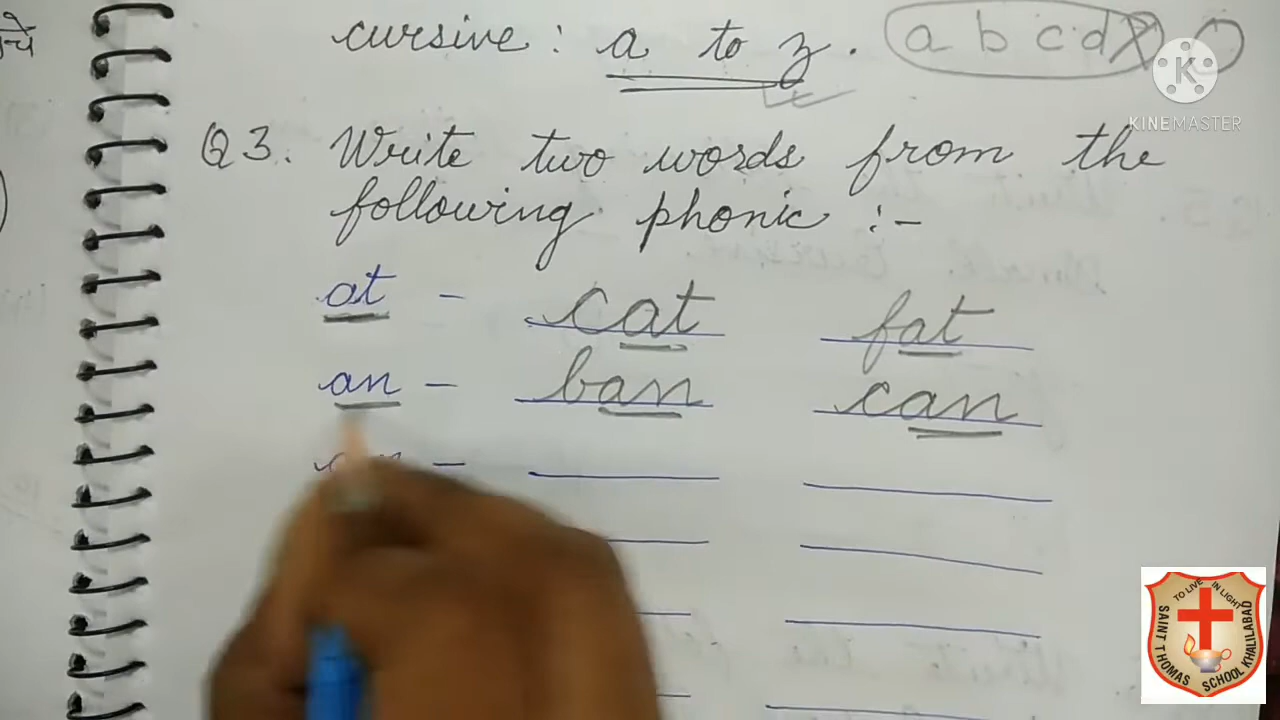 cursive : a to z . a b c d
KINEMASTER
Q3. Write two words from the
following phonic :-
at - cat fat
an - ban can
TO LIVE IN LIGHT
SAINT THOMAS SCHOOL KHALILABAD